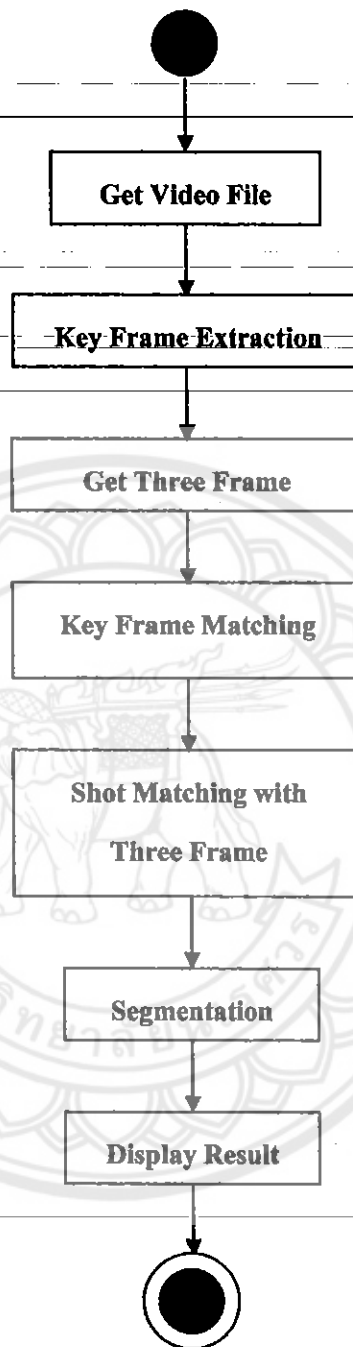 Get Video File
Key Frame Extraction
Get Three Frame
Key Frame Matching
Shot Matching with
Three Frame
Segmentation
Display Result